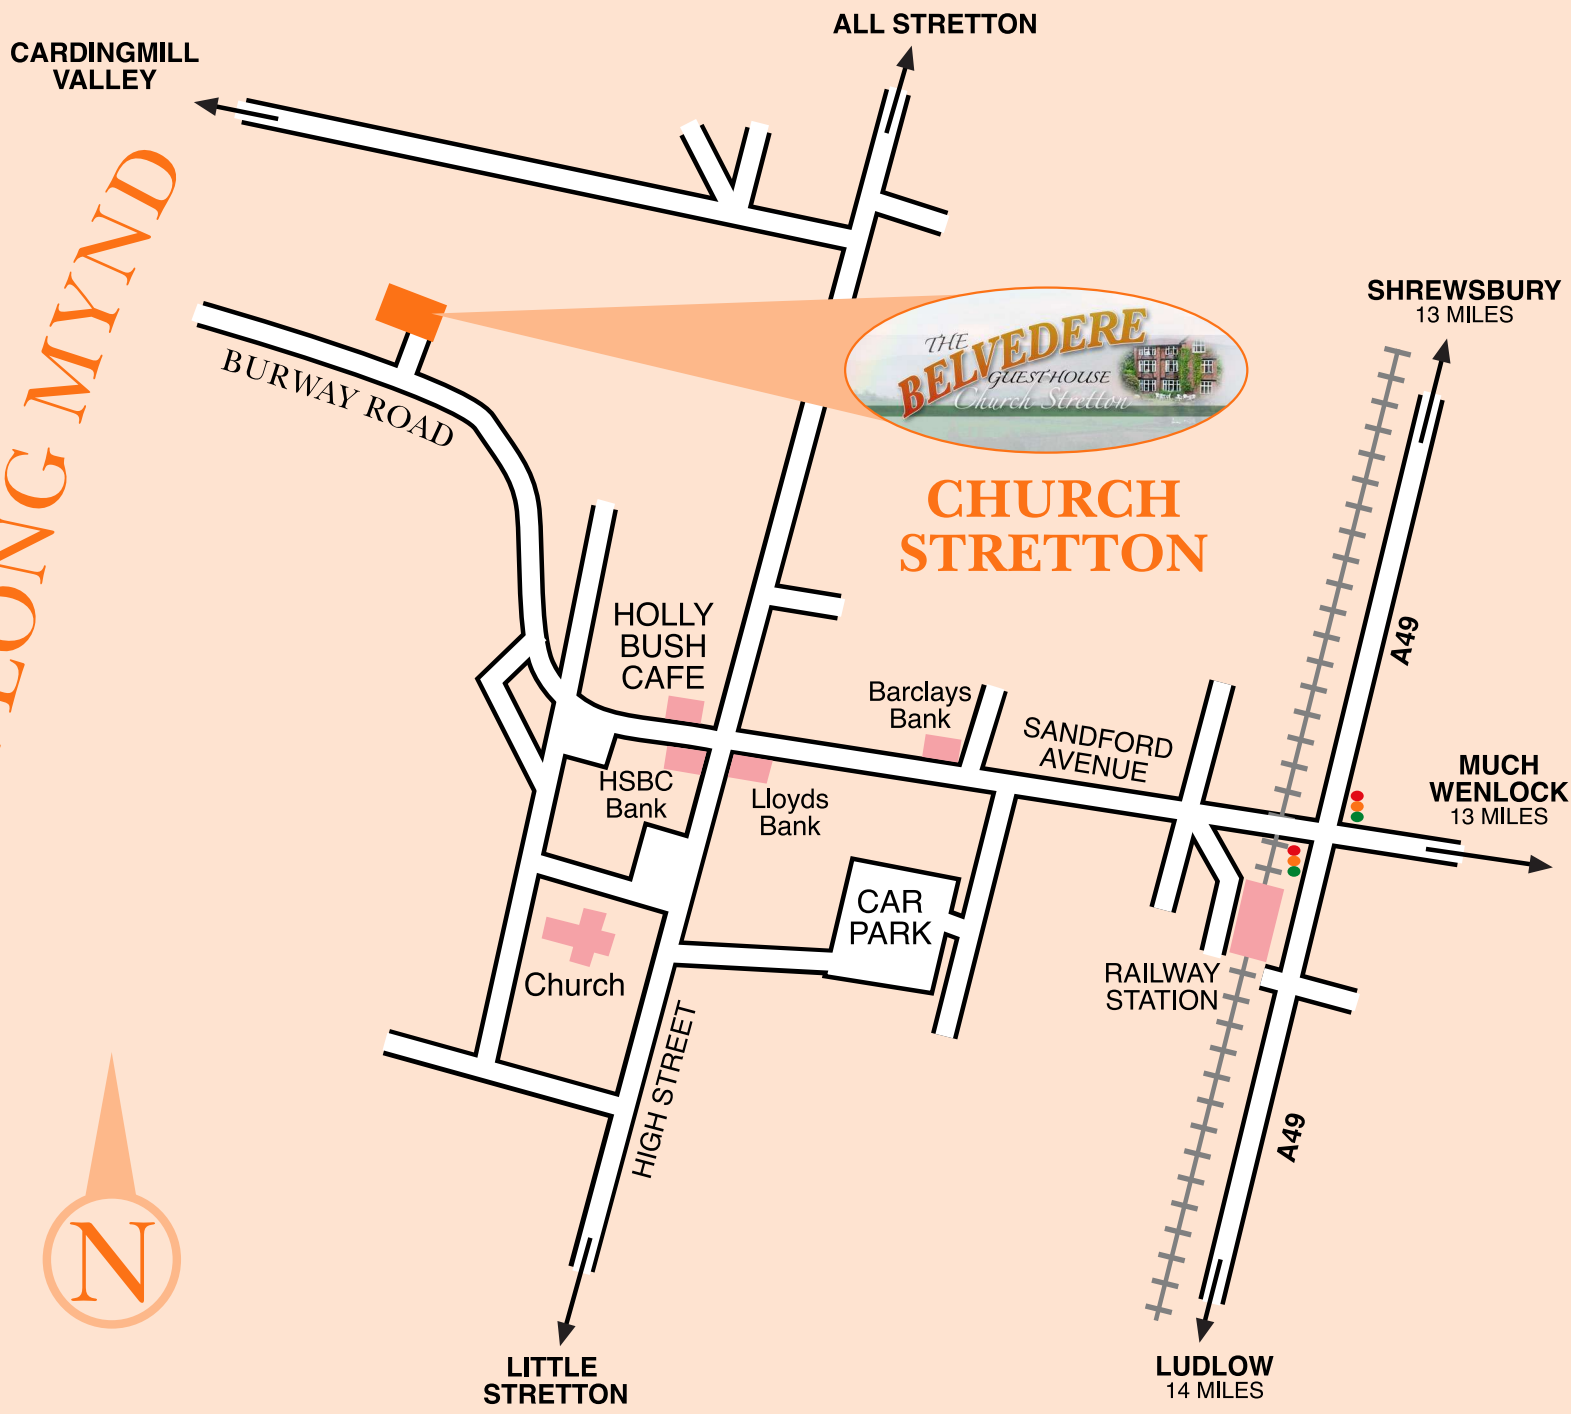 ALL STRETTON
CARDINGMILL
VALLEY
LONG MYND
BURWAY ROAD
THE
BELVEDERE
GUEST HOUSE
Church Stretton
SHREWSBURY
13 MILES
CHURCH
STRETTON
HOLLY
BUSH
CAFE
A49
Barclays
Bank
SANDFORD
AVENUE
MUCH
WENLOCK
13 MILES
HSBC
Bank
Lloyds
Bank
CAR
PARK
Church
RAILWAY
STATION
HIGH STREET
A49
N
LITTLE
STRETTON
LUDLOW
14 MILES